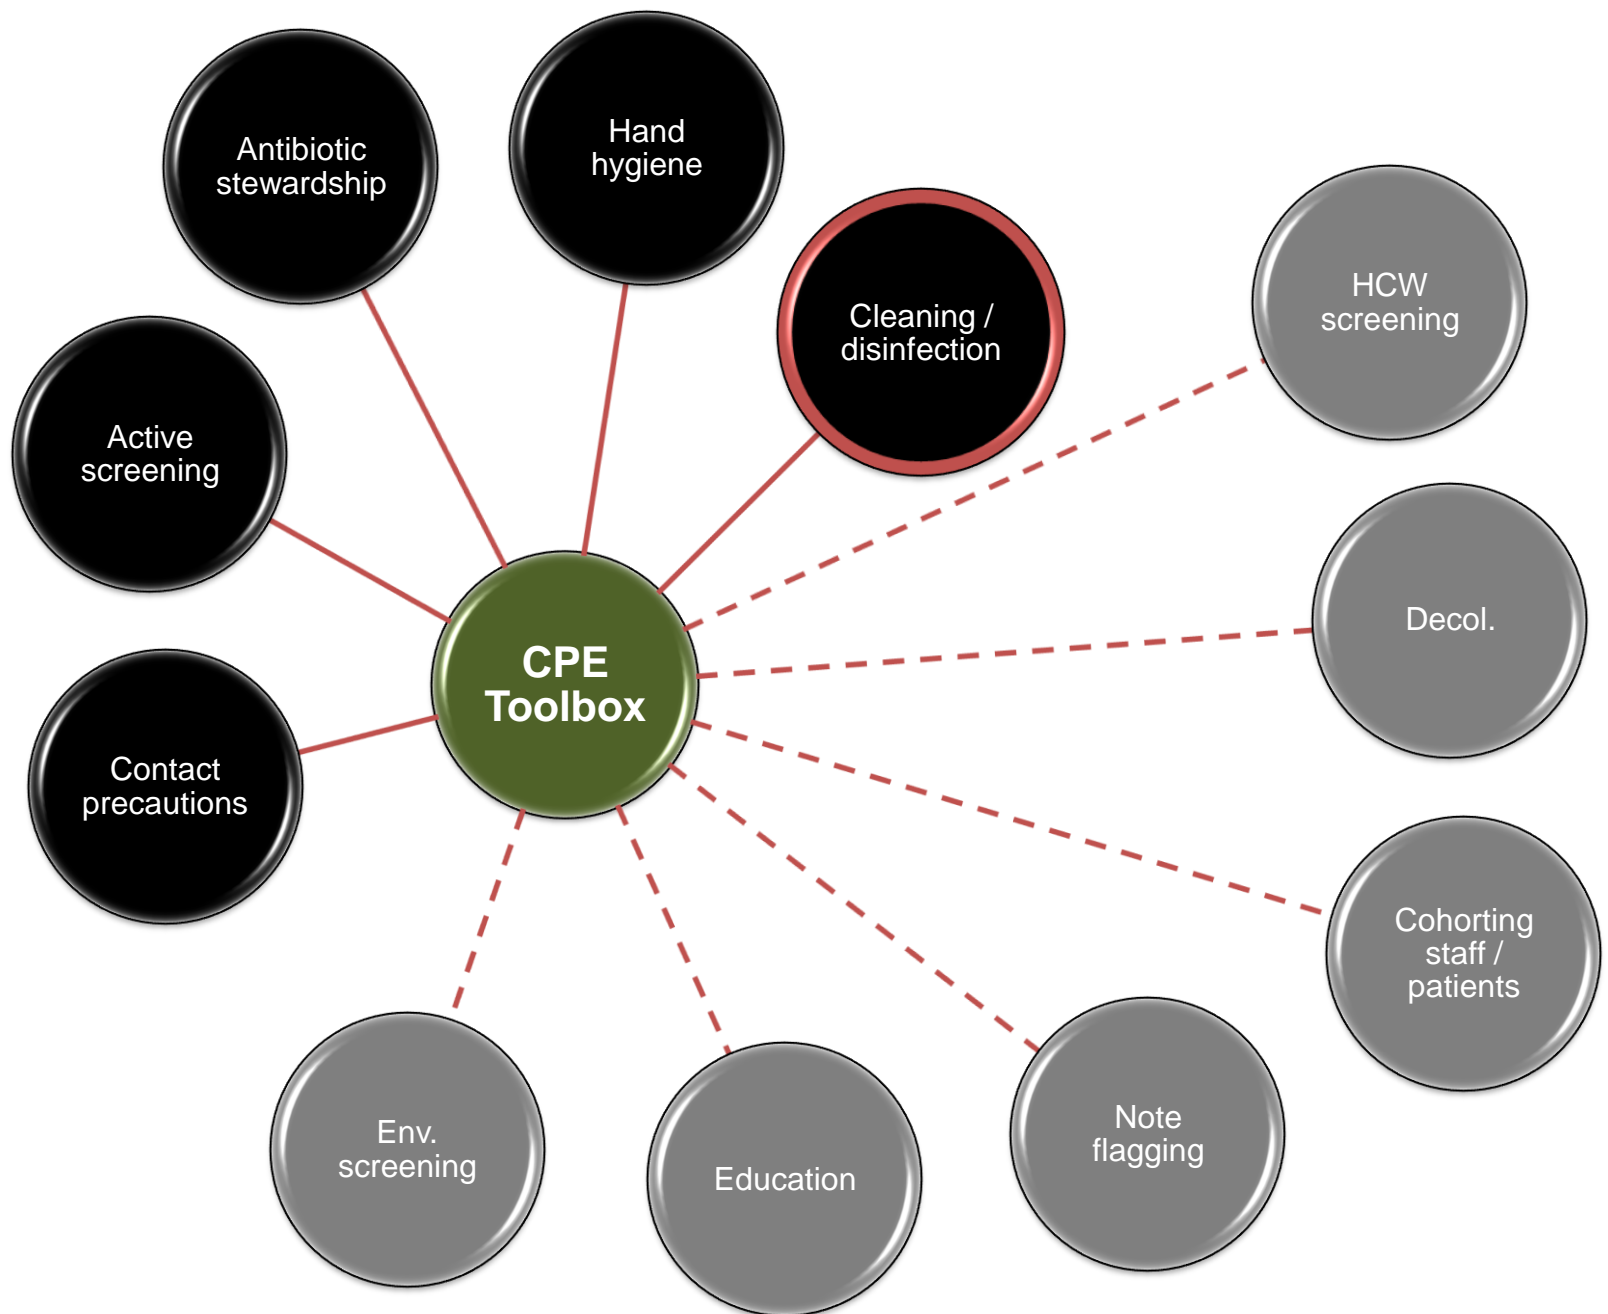 Antibiotic
stewardship
Hand
hygiene
Cleaning /
disinfection
HCW
screening
Active
screening
Decol.
CPE
Toolbox
Contact
precautions
Cohorting
staff /
patients
Note
flagging
Env.
screening
Education